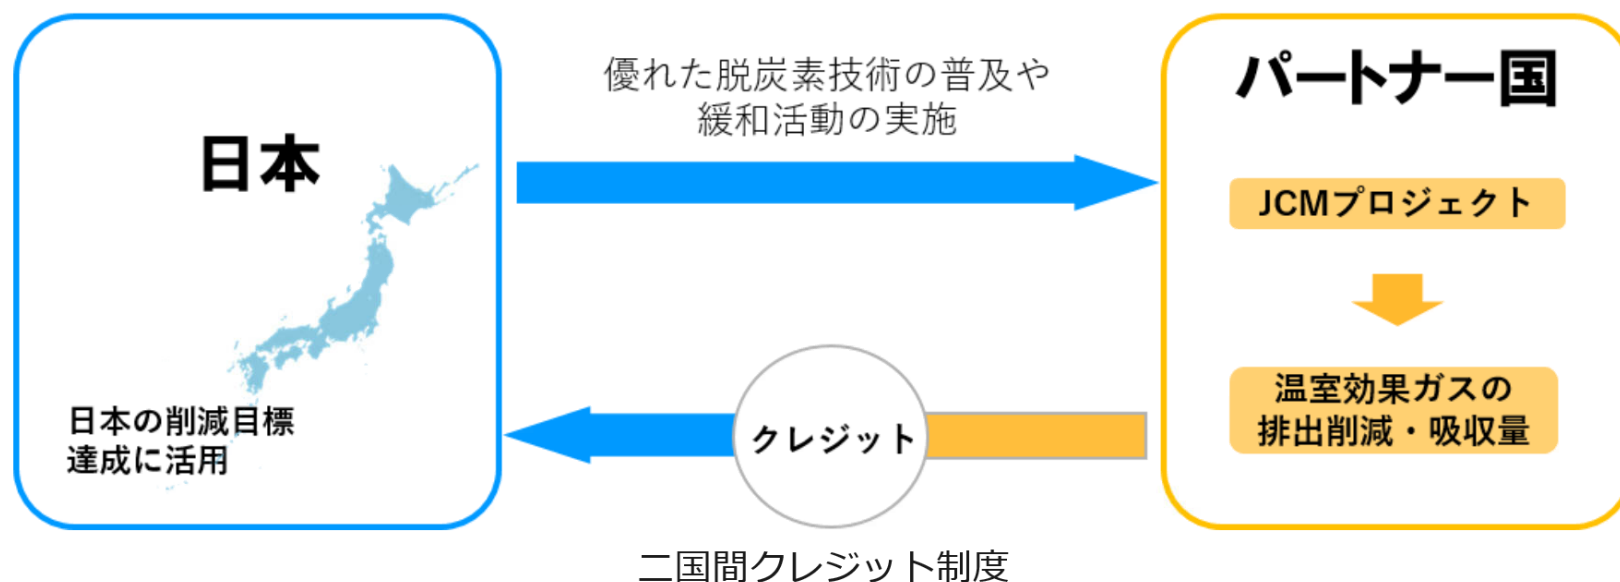 日本
日本の削減目標
達成に活用
優れた脱炭素技術の普及や
緩和活動の実施
クレジット
パートナー国
JCMプロジェクト
温室効果ガスの
排出削減・吸収量
二国間クレジット制度